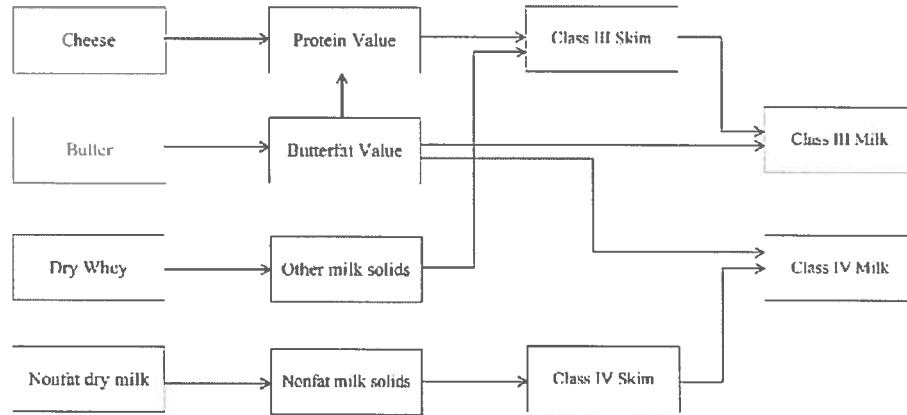 Cheese
Protein Value
Class III Skim
Butter
Butterfat Value
Class III Milk
Dry Whey
Other milk solids
Class IV Milk
Nonfat dry milk
Nonfat milk solids
Class IV Skim